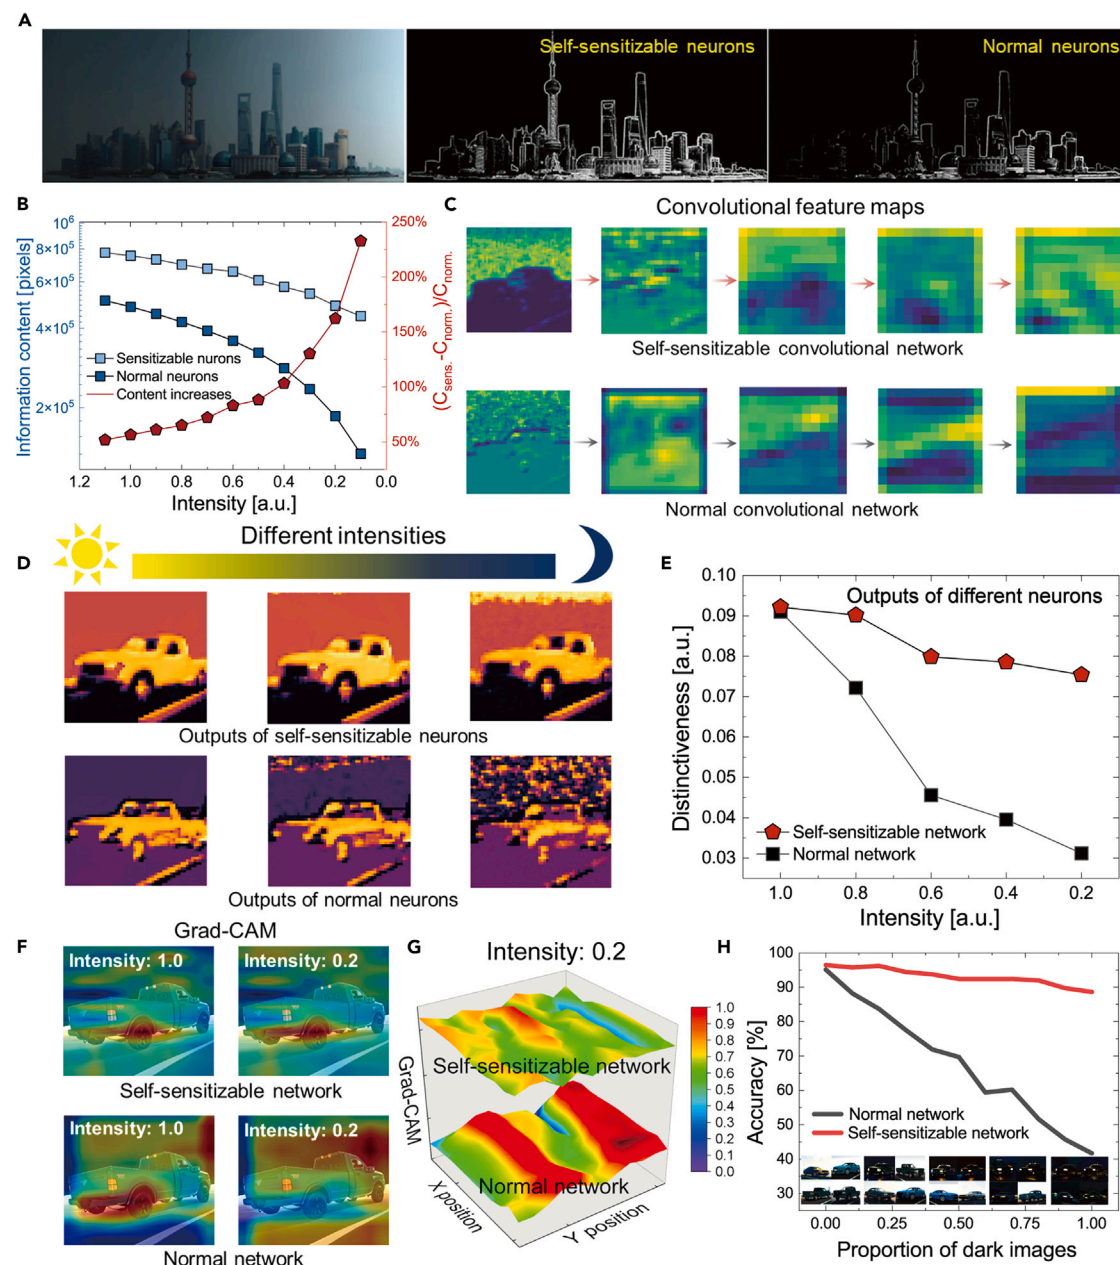 A
Self-sensitizable neurons
Normal neurons
B
Information content [pixels]
10⁶
8×10⁵
6×10⁵
4×10⁵
2×10⁵
250%
200%
150%
100%
50%
(Csens.-Cnorm.)/Cnorm.
Sensitizable nurons
Normal neurons
Content increases
1.2 1.0 0.8 0.6 0.4 0.2 0.0
Intensity [a.u.]
C
Convolutional feature maps
Self-sensitizable convolutional network
Normal convolutional network
D
Different intensities
Outputs of self-sensitizable neurons
Outputs of normal neurons
E
Distinctiveness [a.u.]
0.10
0.09
0.08
0.07
0.05
0.04
0.03
Outputs of different neurons
Self-sensitizable network
Normal network
1.0 0.8 0.6 0.4 0.2
Intensity [a.u.]
F
Grad-CAM
Intensity: 1.0
Intensity: 0.2
Self-sensitizable network
Intensity: 1.0
Intensity: 0.2
Normal network
G
Intensity: 0.2
Grad-CAM
Self-sensitizable network
Normal network
X position
Y position
1.0
0.9
0.8
0.7
0.6
0.5
0.4
0.3
0.2
0.1
0.0
H
Accuracy [%]
100
90
80
70
60
50
40
30
Normal network
Self-sensitizable network
0.00 0.25 0.50 0.75 1.00
Proportion of dark images